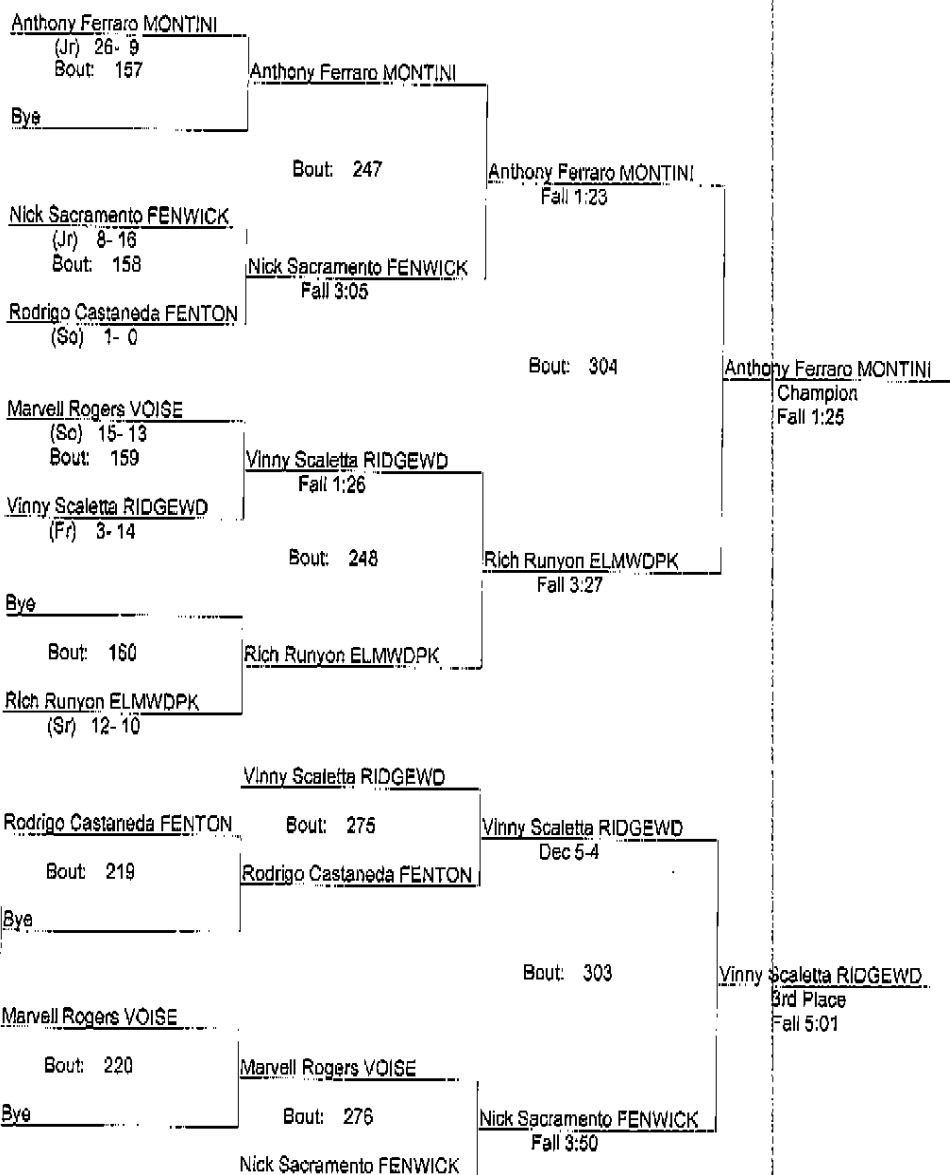 Anthony Ferraro MONTINI
(Jr) 26- 9
Bout: 157
Anthony Ferraro MONTINI
Bye
Bout: 247
Anthony Ferraro MONTINI
Fall 1:23
Nick Sacramento FENWICK
(Jr) 8- 16
Bout: 158
Nick Sacramento FENWICK
Fall 3:05
Rodrigo Castaneda FENTON
(So) 1- 0
Bout: 304
Anthony Ferraro MONTINI
Champion
Fall 1:25
Marvell Rogers VOISE
(So) 15- 13
Bout: 159
Vinny Scaletta RIDGEWD
Fall 1:26
Vinny Scaletta RIDGEWD
(Fr) 3- 14
Bout: 248
Rich Runyon ELMWDPK
Fall 3:27
Bye
Bout: 160
Rich Runyon ELMWDPK
Rich Runyon ELMWDPK
(Sr) 12- 10
Vinny Scaletta RIDGEWD
Rodrigo Castaneda FENTON
Bout: 275
Vinny Scaletta RIDGEWD
Dec 5-4
Bout: 219
Rodrigo Castaneda FENTON
Bye
Bout: 303
Vinny Scaletta RIDGEWD
3rd Place
Fall 5:01
Marvell Rogers VOISE
Bout: 220
Marvell Rogers VOISE
Bye
Bout: 276
Nick Sacramento FENWICK
Fall 3:50
Nick Sacramento FENWICK